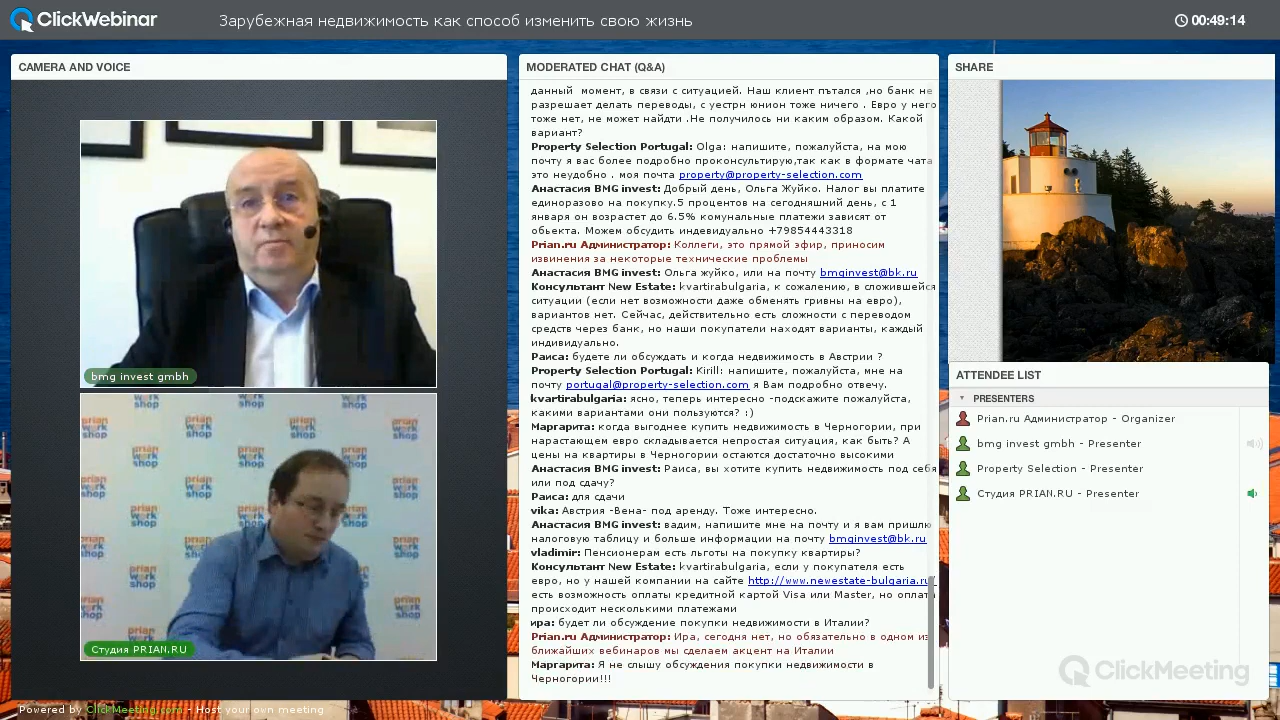 ClickWebinar
Зарубежная недвижимость как способ изменить свою жизнь
00:49:14
CAMERA AND VOICE
bmg invest gmbh
prian work shop
Студия PRIAN.RU
MODERATED CHAT (Q&A)
данный момент, в связи с ситуацией. Наш клиент пътался ,но банк не
разрешает делать переводы, с уестрн юнион тоже ничего . Евро у него
тоже нет, не может найдти .Не получилось ни каким образом. Какой
вариант?
Property Selection Portugal: Olga: напишите, пожалуйста, на мою
почту я вас более подробно проконсультирую,так как в формате чата
это неудобно . моя почта property@property-selection.com
Анастасия BMG invest: Добрый день, Ольга Жуйко. Налог вы платите
единоразово на покупку.5 процентов на сегодняшний день, с 1
января он возрастет до 6.5% комунальные платежи зависят от
обьекта. Можем обсудить индевидуально +79854443318
Prian.ru Администратор: Коллеги, это прямой эфир, приносим
извинения за некоторые технические проблемы
Анастасия BMG invest: Ольга жуйко, или на почту bmginvest@bk.ru
Консультант New Estate: kvartirabulgaria, к сожалению, в сложившейся
ситуации (если нет возможности даже обменять гривны на евро),
вариантов нет. Сейчас, действительно есть сложности с переводом
средств через банк, но наши покупатели находят варианты, каждый
индивидуально.
Раиса: будете ли обсуждать и когда недвижимость в Австрии ?
Property Selection Portugal: Kirill: напишите, пожалуйста, мне на
почту portugal@property-selection.com я Вам подробно отвечу.
kvartirabulgaria: ясно, теперь интересно -подскажите пожалуйста,
какими вариантами они пользуются? :)
Маргарита: когда выгоднее купить недвижимость в Черногории, при
нарастающем евро складывается непростая ситуация, как быть? А
цены на квартиры в Черногории остаются достаточно высокими
Анастасия BMG invest: Раиса, вы хотите купить недвижимость под себя
или под сдачу?
Раиса: для сдачи
vika: Австрия -Вена- под аренду. Тоже интересно.
Анастасия BMG invest: вадим, напишите мне на почту и я вам пришлю
налоговую таблицу и больше информации не почту bmginvest@bk.ru
vladimir: Пенсионерам есть льготы на покупку квартиры?
Консультант New Estate: kvartirabulgaria, если у покупателя есть
евро, но у нашей компании на сайте http://www.newestate-bulgaria.ru/
есть возможность оплаты кредитной картой Visa или Master, но оплата
происходит несколькими платежами
ира: будет ли обсуждение покупки недвижимости в Италии?
Prian.ru Администратор: Ира, сегодня нет, но обязательно в одном из
ближайших вебинаров мы сделаем акцент на Италии
Маргарита: Я не слышу обсуждения покупки недвижимости в
Черногории!!!
SHARE
ATTENDEE LIST
PRESENTERS
Prian.ru Администратор - Organizer
bmg invest gmbh - Presenter
Property Selection - Presenter
Студия PRIAN.RU - Presenter
ClickMeeting
Powered by ClickMeeting.com - Host your own meeting